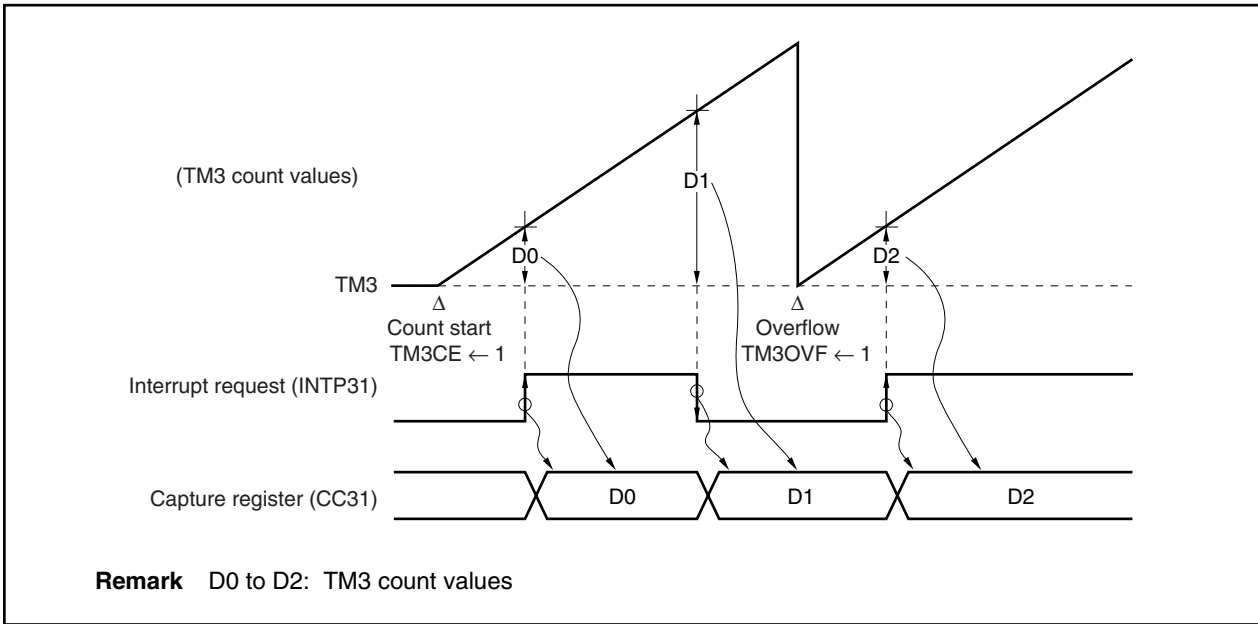 (TM3 count values)
D1
D0
D2
TM3
Δ
Δ
Count start
Overflow
TM3CE ← 1
TM3OVF ← 1
Interrupt request (INTP31)
Capture register (CC31)
D0
D1
D2
Remark D0 to D2: TM3 count values